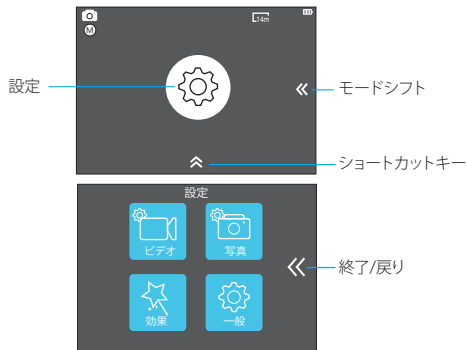 14m
M
設定
モードシフト
ショートカットキー
設定
ビデオ
写真
終了/戻り
効果
一般